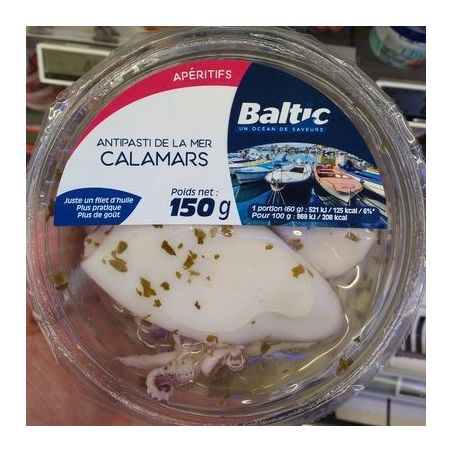 APÉRITIFS
Baltic
UN OCÉAN DE SAVEURS
ANTIPASTI DE LA MER
CALAMARS
Juste un filet d'huile
Plus pratique
Plus de goût
Poids net :
150 g
1 portion (60 g) : 521 kJ / 125 kcal / 6%*
Pour 100 g : 869 kJ / 208 kcal